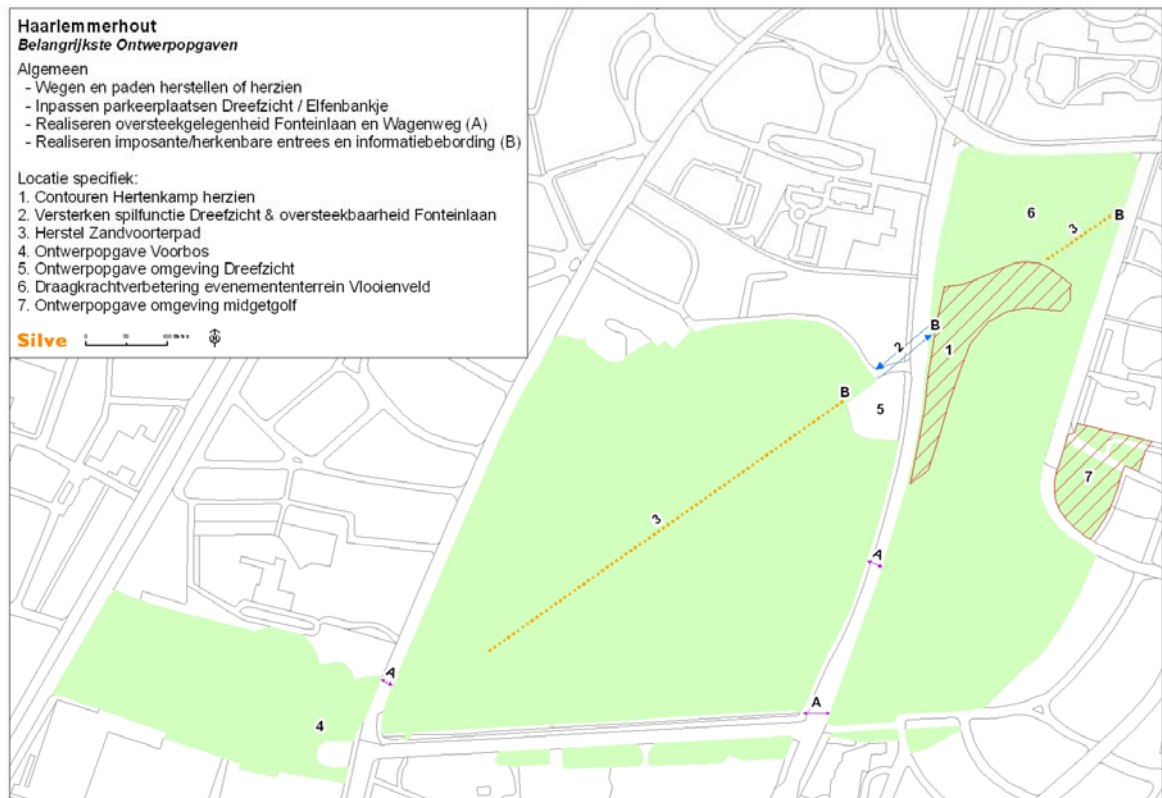 Haarlemmerhout
Belangrijkste Ontwerpopgaven
Algemeen
- Wegen en paden herstellen of herzien
- Inpassen parkeerplaatsen Dreefzicht / Elfenbankje
- Realiseren oversteekgelegenheid Fonteinlaan en Wagenweg (A)
- Realiseren imposante/herkenbare entrees en informatiebebording (B)
Locatie specifiek:
1. Contouren Hertenkamp herzien
2. Versterken spilfunctie Dreefzicht & oversteekbaarheid Fonteinlaan
3. Herstel Zandvoorterpad
4. Ontwerpopgave Voorbos
5. Ontwerpopgave omgeving Dreefzicht
6. Draagkrachtverbetering evenemententerrein Vlooienveld
7. Ontwerpopgave omgeving midgetgolf
Silve
0 50
6
B
3
B
2
1
B
5
7
3
A
A
A
4